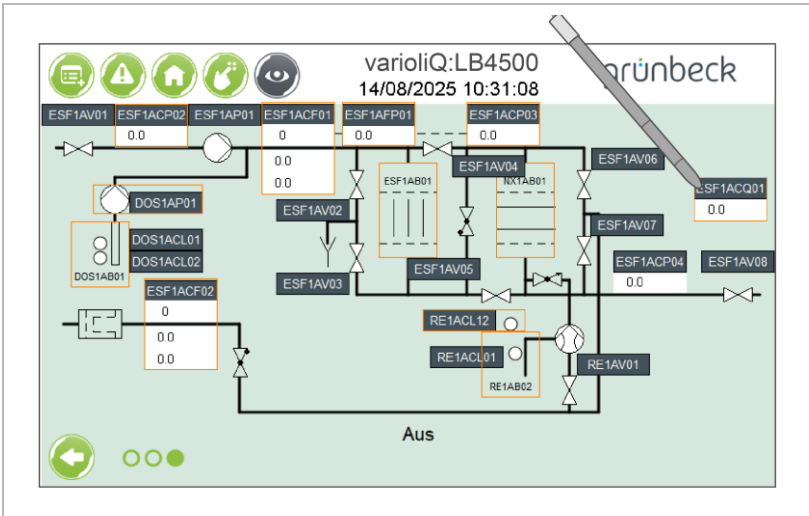 varioliQ:LB4500
grünbeck
14/08/2025 10:31:08
ESF1AV01
ESF1ACP02
0.0
ESF1AP01
ESF1ACF01
0
0.0
0.0
ESF1AFP01
0.0
ESF1ACP03
0.0
ESF1AV04
ESF1AV06
ESF1AB01
NX1AB01
ESF1ACQ01
0.0
DOS1AP01
ESF1AV02
ESF1AV07
DOS1ACL01
DOS1ACL02
DOS1AB01
ESF1AV03
ESF1AV05
ESF1ACP04
0.0
ESF1AV08
ESF1ACF02
0
0.0
0.0
RE1ACL12
RE1ACL01
RE1AB02
RE1AV01
Aus